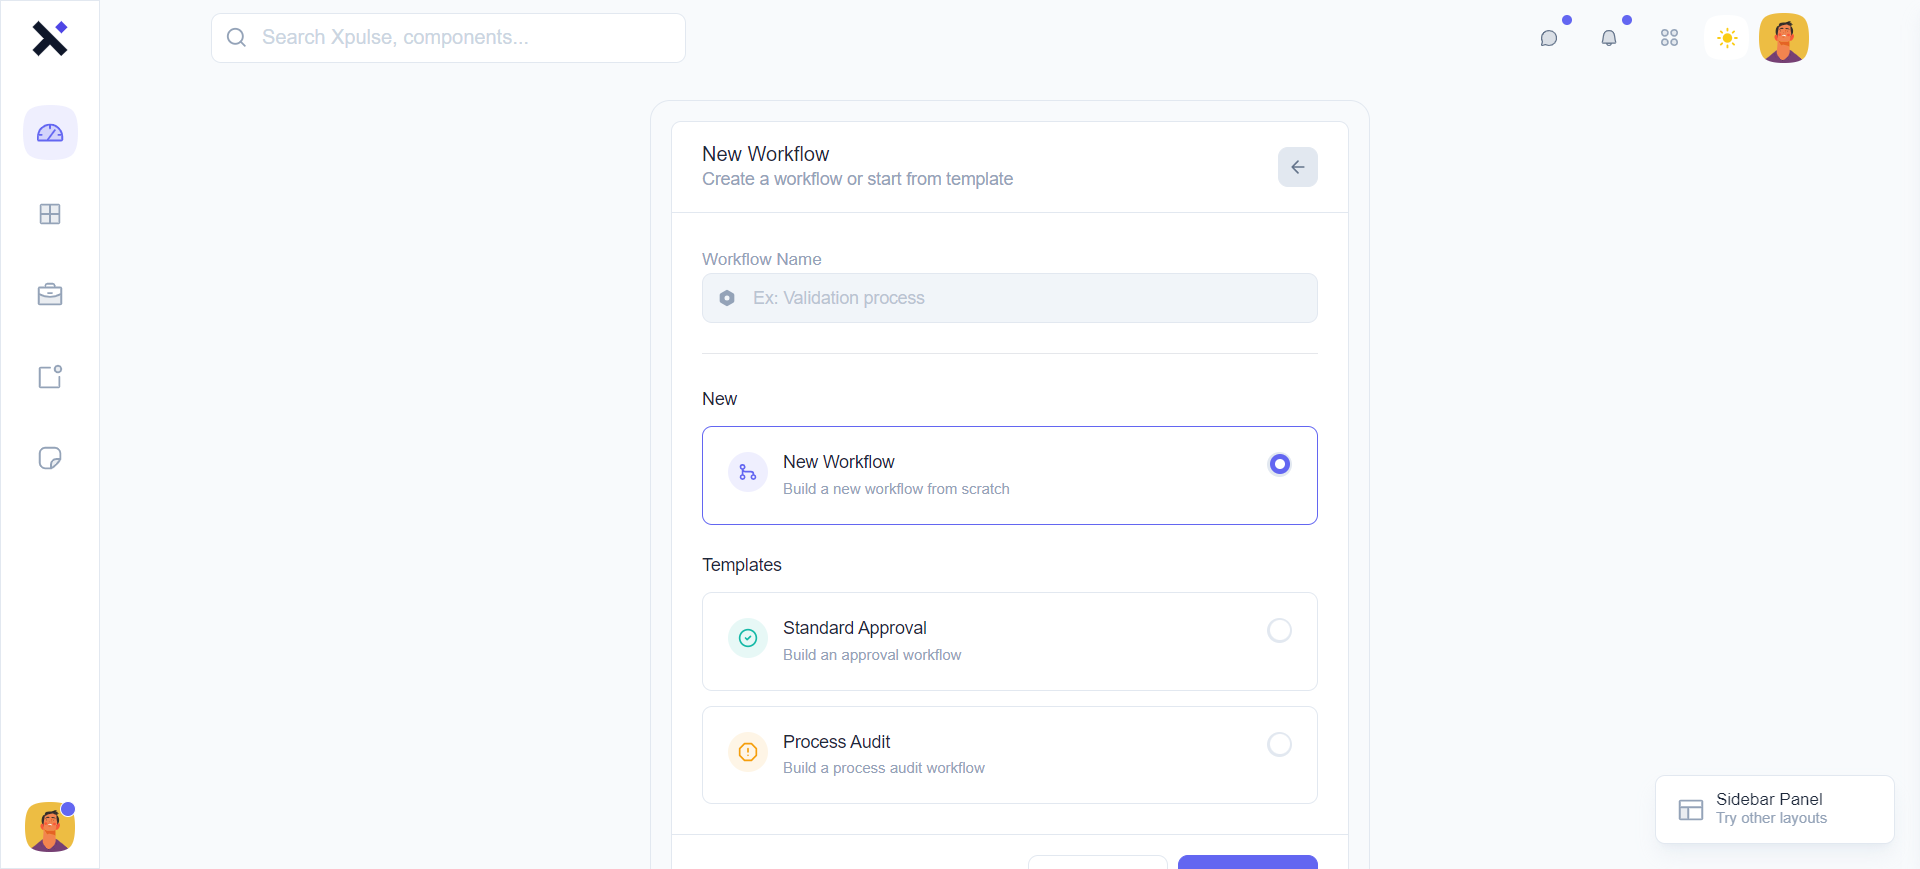 Search Xpulse, components...
New Workflow
Create a workflow or start from template
Workflow Name
Ex: Validation process
New
New Workflow
Build a new workflow from scratch
Templates
Standard Approval
Build an approval workflow
Process Audit
Build a process audit workflow
Sidebar Panel
Try other layouts